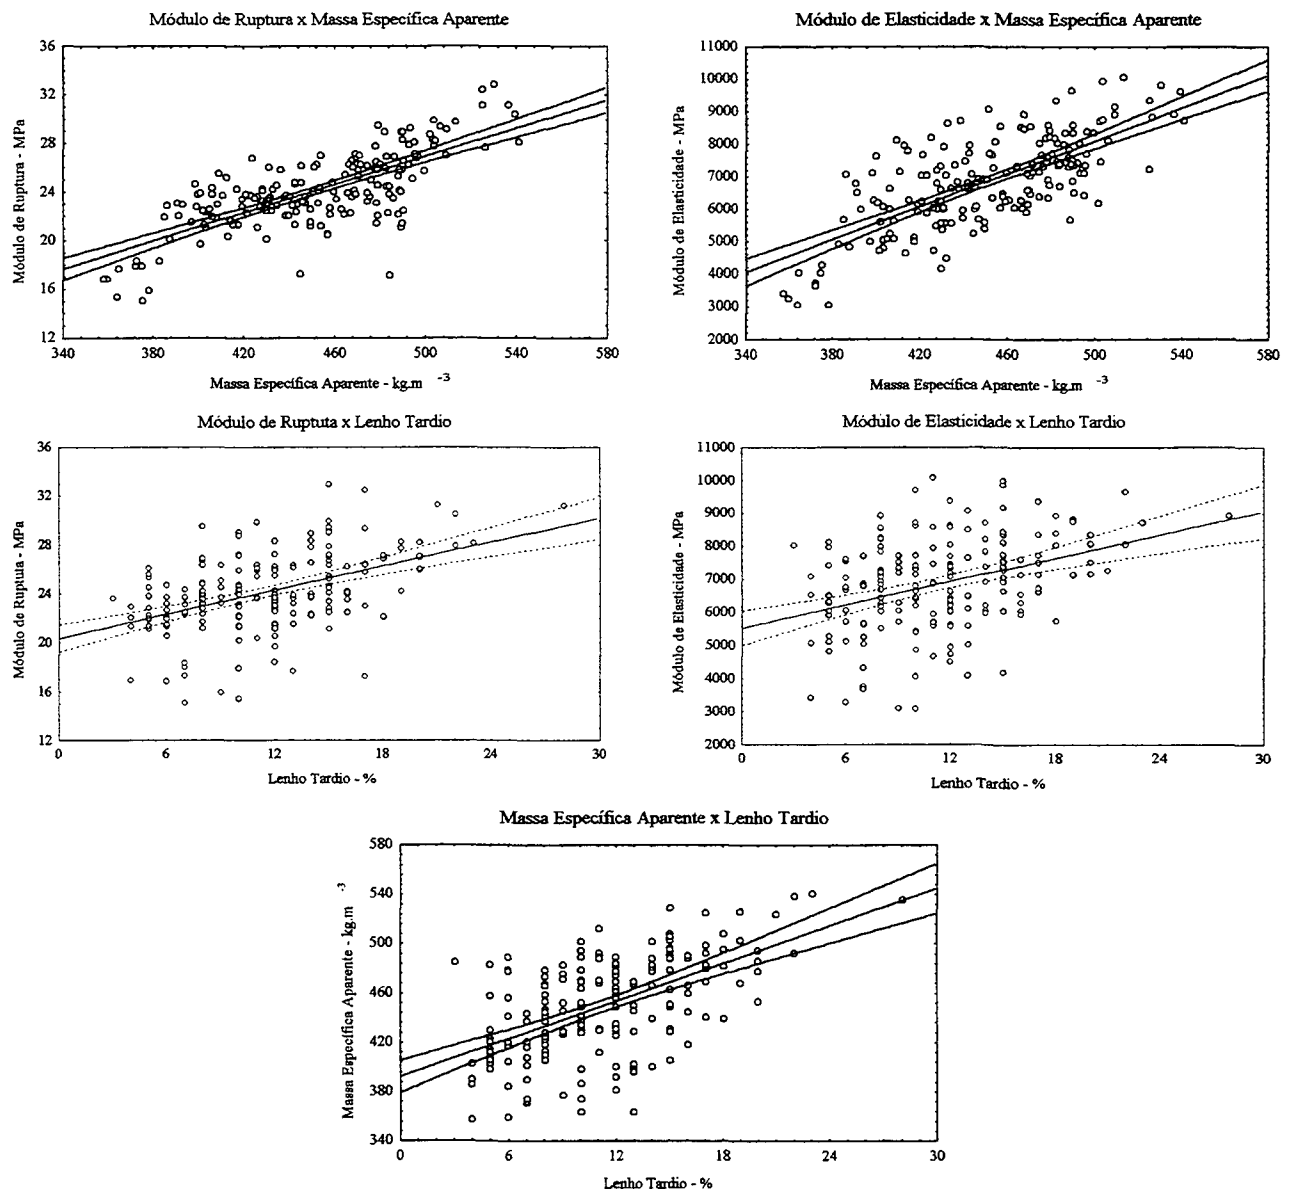 Módulo de Ruptura x Massa Específica Aparente
36
32
28
24
20
16
12
Módulo de Ruptura - MPa
340 380 420 460 500 540 580
Massa Específica Aparente - kg.m -3
Módulo de Elasticidade x Massa Específica Aparente
11000
10000
9000
8000
7000
6000
5000
4000
3000
2000
Módulo de Elasticidade - MPa
340 380 420 460 500 540 580
Massa Específica Aparente - kg.m -3
Módulo de Ruptuta x Lenho Tardio
36
32
28
24
20
16
12
Módulo de Ruptuta - MPa
0 6 12 18 24 30
Lenho Tardio - %
Módulo de Elasticidade x Lenho Tardio
11000
10000
9000
8000
7000
6000
5000
4000
3000
2000
Módulo de Elasticidade - MPa
0 6 12 18 24 30
Lenho Tardio - %
Massa Específica Aparente x Lenho Tardio
580
540
500
460
420
380
340
Massa Específica Aparente - kg.m -3
0 6 12 18 24 30
Lenho Tardio - %